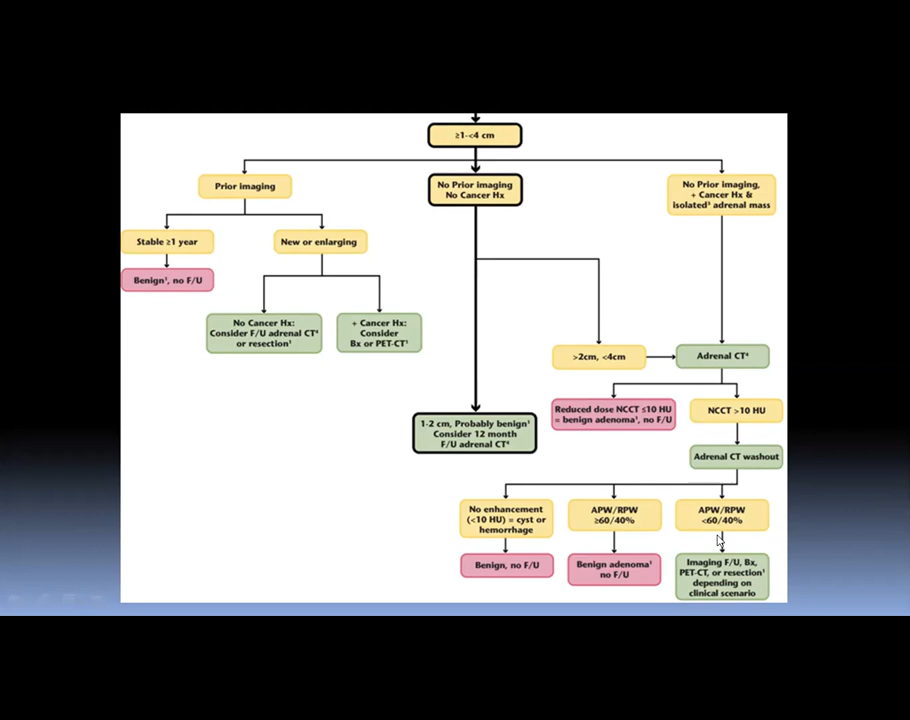 ≥1-<4 cm
Prior imaging
No Prior imaging
No Cancer Hx
No Prior imaging,
+ Cancer Hx &
isolated³ adrenal mass
Stable ≥1 year
New or enlarging
Benign¹, no F/U
No Cancer Hx:
Consider F/U adrenal CT⁴
or resection¹
+ Cancer Hx:
Consider
Bx or PET-CT¹
>2cm, <4cm
Adrenal CT⁴
1-2 cm, Probably benign¹
Consider 12 month
F/U adrenal CT⁴
Reduced dose NCCT ≤10 HU
= benign adenoma¹, no F/U
NCCT >10 HU
Adrenal CT washout
No enhancement
(<10 HU) = cyst or
hemorrhage
APW/RPW
≥60/40%
APW/RPW
<60/40%
Benign, no F/U
Benign adenoma¹
no F/U
Imaging F/U, Bx,
PET-CT, or resection¹
depending on
clinical scenario